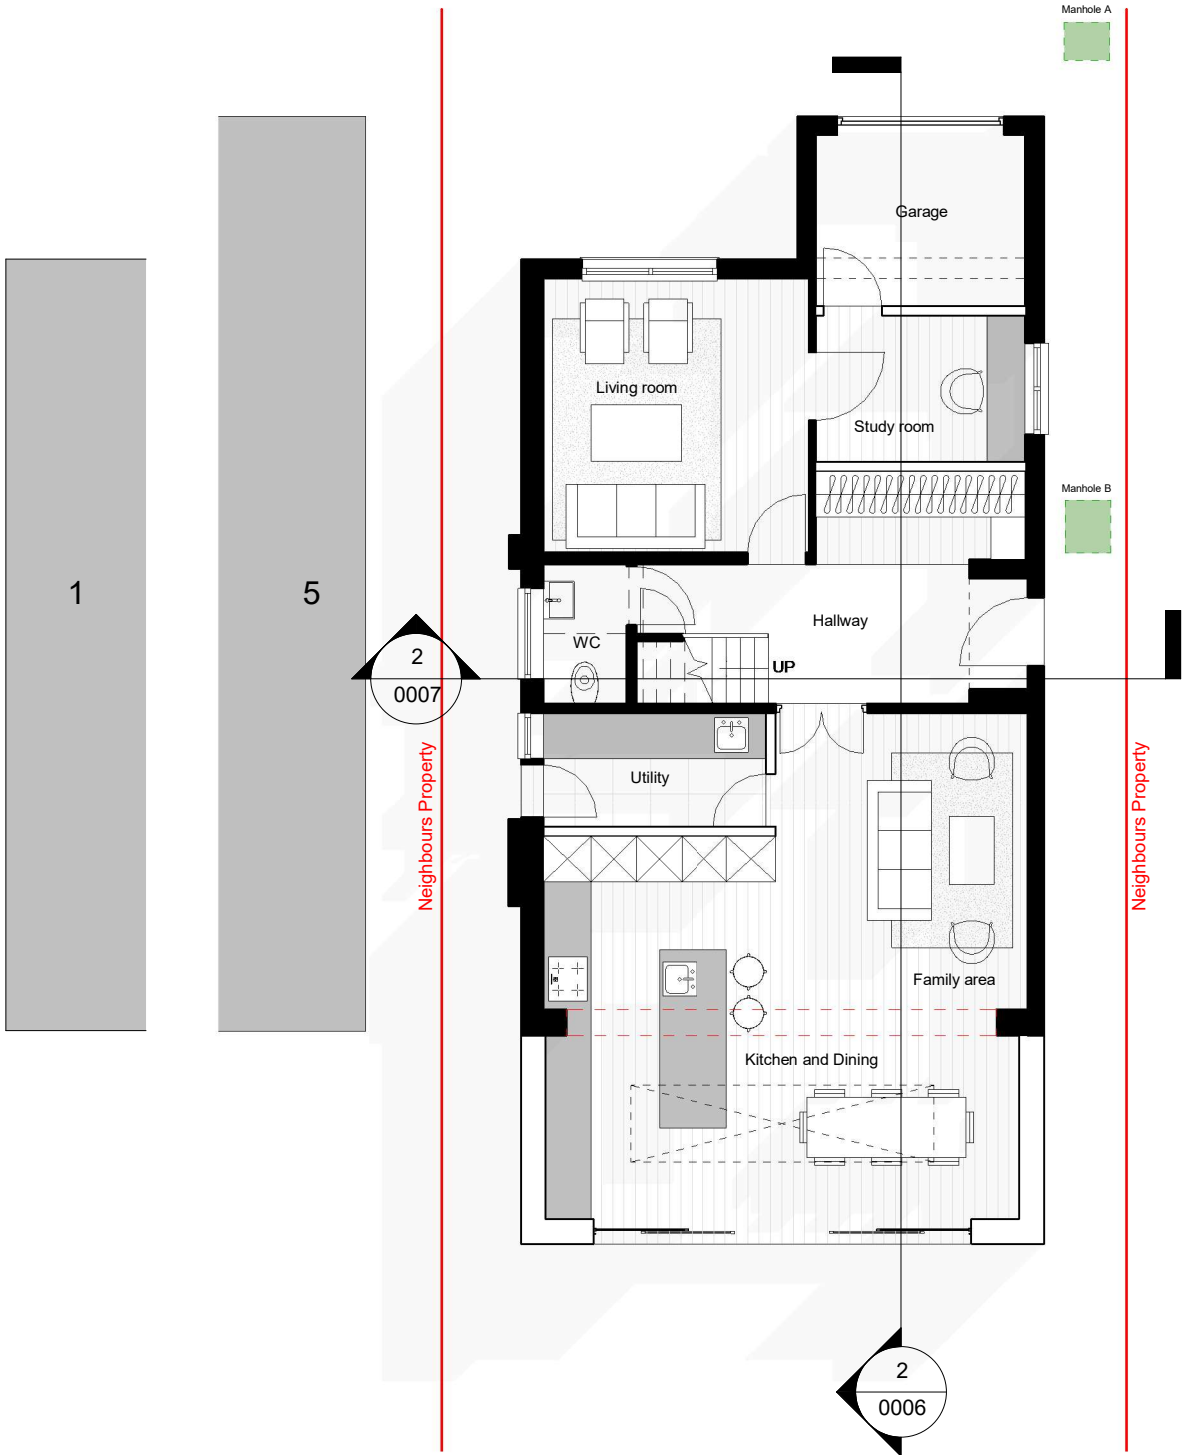 Manhole A
Garage
Living room
Study room
Manhole B
1
5
Hallway
WC
2
0007
UP
Neighbours Property
Utility
Neighbours Property
Family area
Kitchen and Dining
2
0006